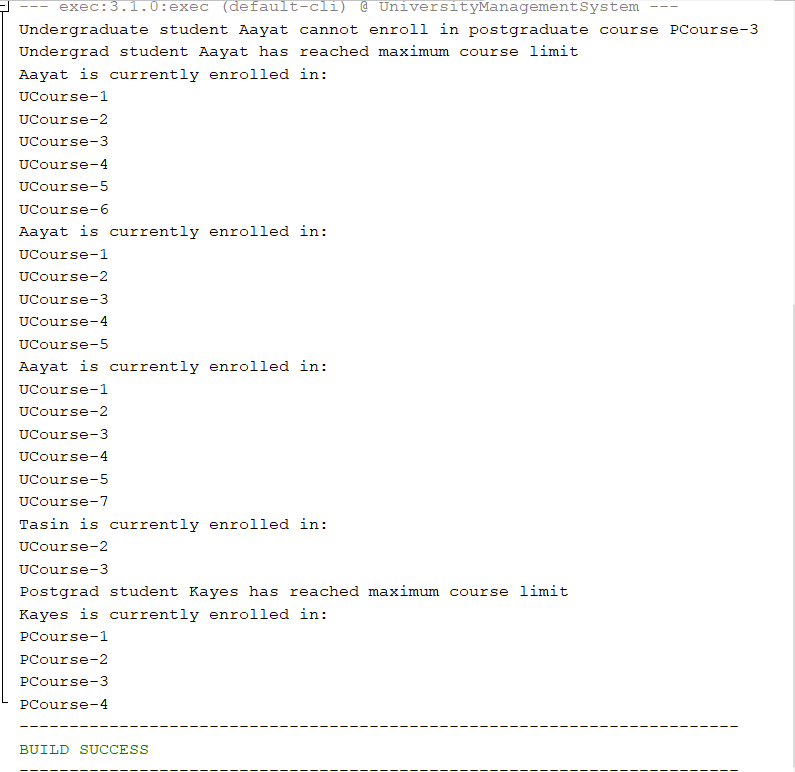 --- exec:3.1.0:exec (default-cli) @ UniversityManagementSystem ---
Undergraduate student Aayat cannot enroll in postgraduate course PCourse-3
Undergrad student Aayat has reached maximum course limit
Aayat is currently enrolled in:
UCourse-1
UCourse-2
UCourse-3
UCourse-4
UCourse-5
UCourse-6
Aayat is currently enrolled in:
UCourse-1
UCourse-2
UCourse-3
UCourse-4
UCourse-5
Aayat is currently enrolled in:
UCourse-1
UCourse-2
UCourse-3
UCourse-4
UCourse-5
UCourse-7
Tasin is currently enrolled in:
UCourse-2
UCourse-3
Postgrad student Kayes has reached maximum course limit
Kayes is currently enrolled in:
PCourse-1
PCourse-2
PCourse-3
PCourse-4
------------------------------------------------------------------------
BUILD SUCCESS
------------------------------------------------------------------------